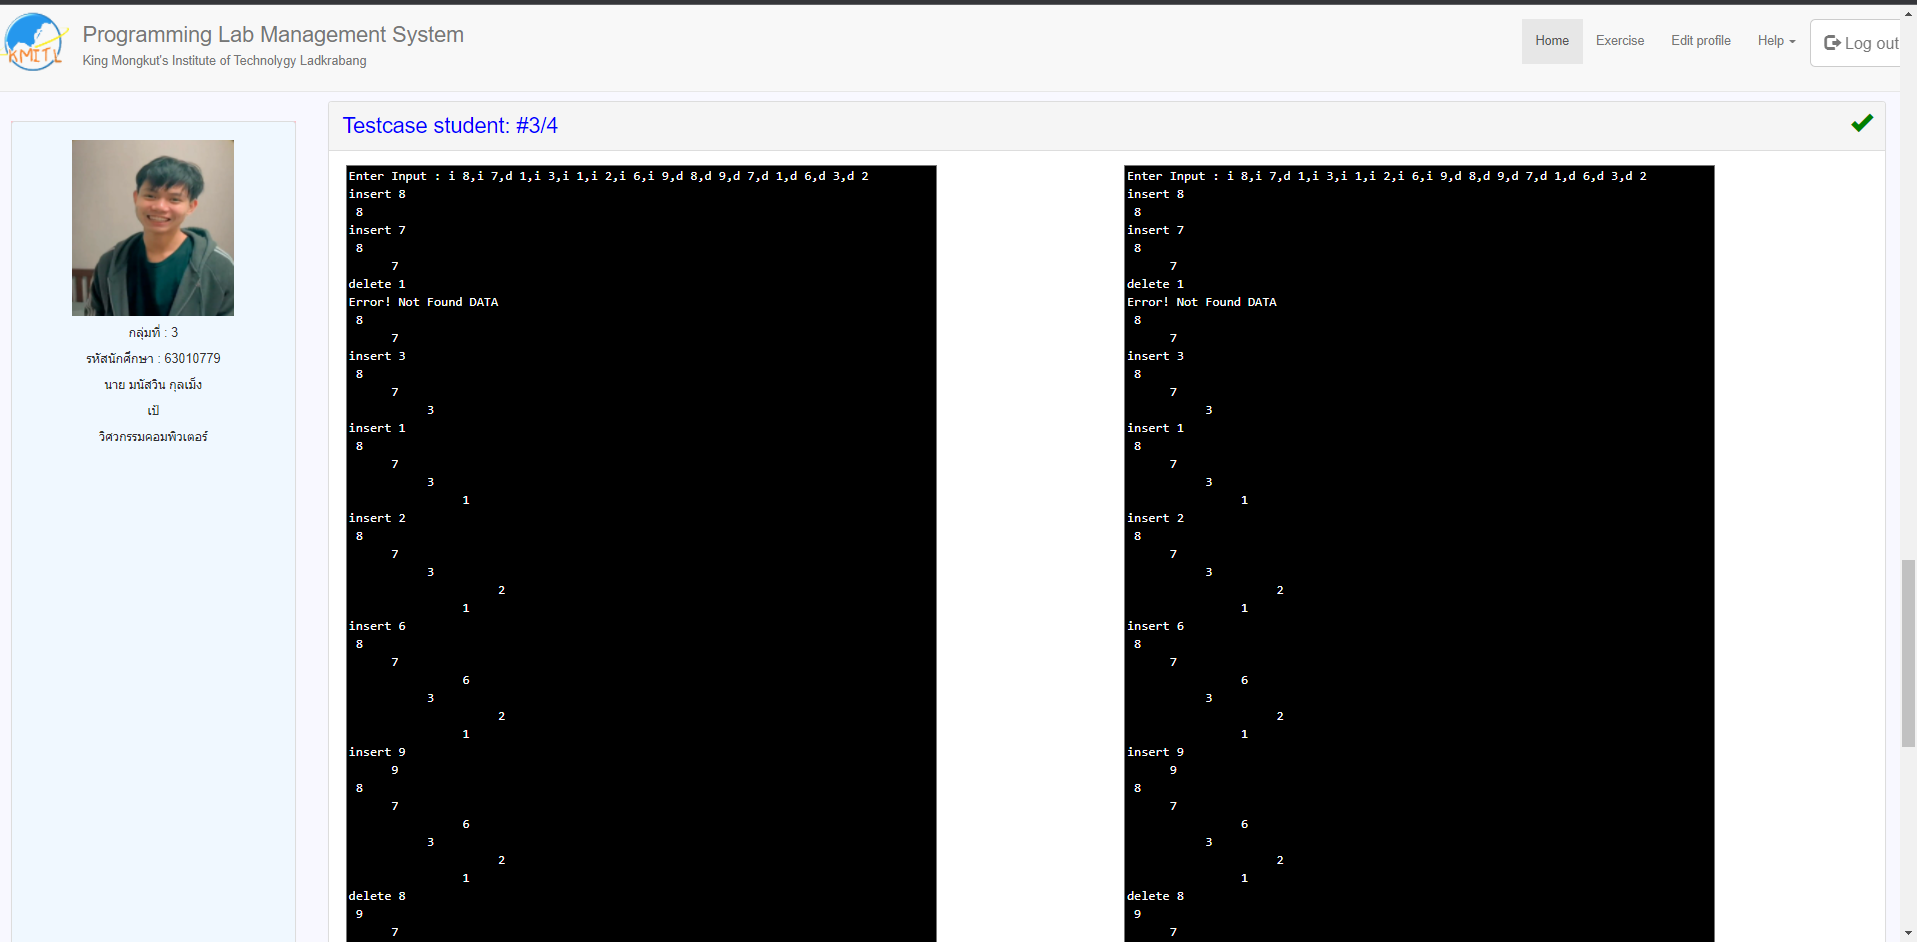 KMITL
Programming Lab Management System
King Mongkut's Institute of Technolygy Ladkrabang
Home
Exercise
Edit profile
Help
Log out
กลุ่มที่ : 3
รหัสนักศึกษา : 63010779
นาย มนัสวิน กุลเม็ง
เป้
วิศวกรรมคอมพิวเตอร์
Testcase student: #3/4
Enter Input : i 8,i 7,d 1,i 3,i 1,i 2,i 6,i 9,d 8,d 9,d 7,d 1,d 6,d 3,d 2
insert 8
8
insert 7
8
7
delete 1
Error! Not Found DATA
8
7
insert 3
8
7
3
insert 1
8
7
3
1
insert 2
8
7
3
2
1
insert 6
8
7
6
3
2
1
insert 9
9
8
7
6
3
2
1
delete 8
9
7
Enter Input : i 8,i 7,d 1,i 3,i 1,i 2,i 6,i 9,d 8,d 9,d 7,d 1,d 6,d 3,d 2
insert 8
8
insert 7
8
7
delete 1
Error! Not Found DATA
8
7
insert 3
8
7
3
insert 1
8
7
3
1
insert 2
8
7
3
2
1
insert 6
8
7
6
3
2
1
insert 9
9
8
7
6
3
2
1
delete 8
9
7